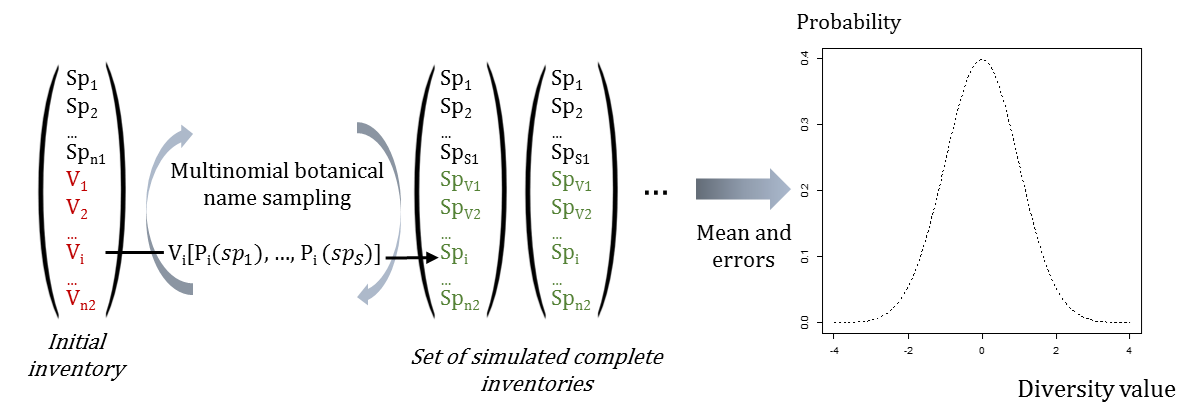 Sp1
Sp2
...
Spn1
V1
V2
...
Vi
...
Vn2
Initial
inventory
Multinomial botanical
name sampling
Vi[Pi(sp1), ..., Pi (spS)]
Sp1
Sp2
...
SpS1
SpV1
SpV2
...
Spi
...
Spn2
Sp1
Sp2
...
SpS1
SpV1
SpV2
...
Spi
...
Spn2
Set of simulated complete
inventories
...
Mean and
errors
Probability
0.4
0.3
0.2
0.1
0.0
-4 -2 0 2 4
Diversity value